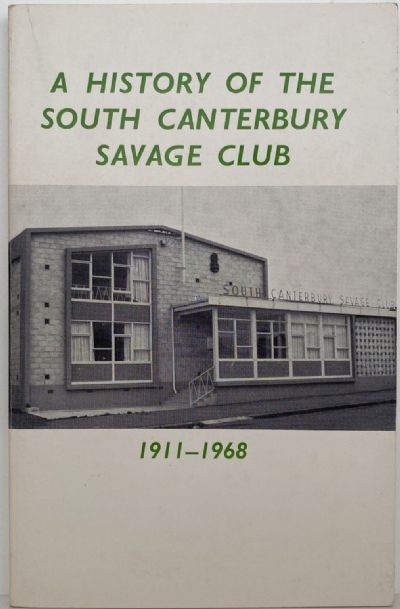 A HISTORY OF THE
SOUTH CANTERBURY
SAVAGE CLUB
SOUTH CANTERBURY SAVAGE CLUB
1911–1968